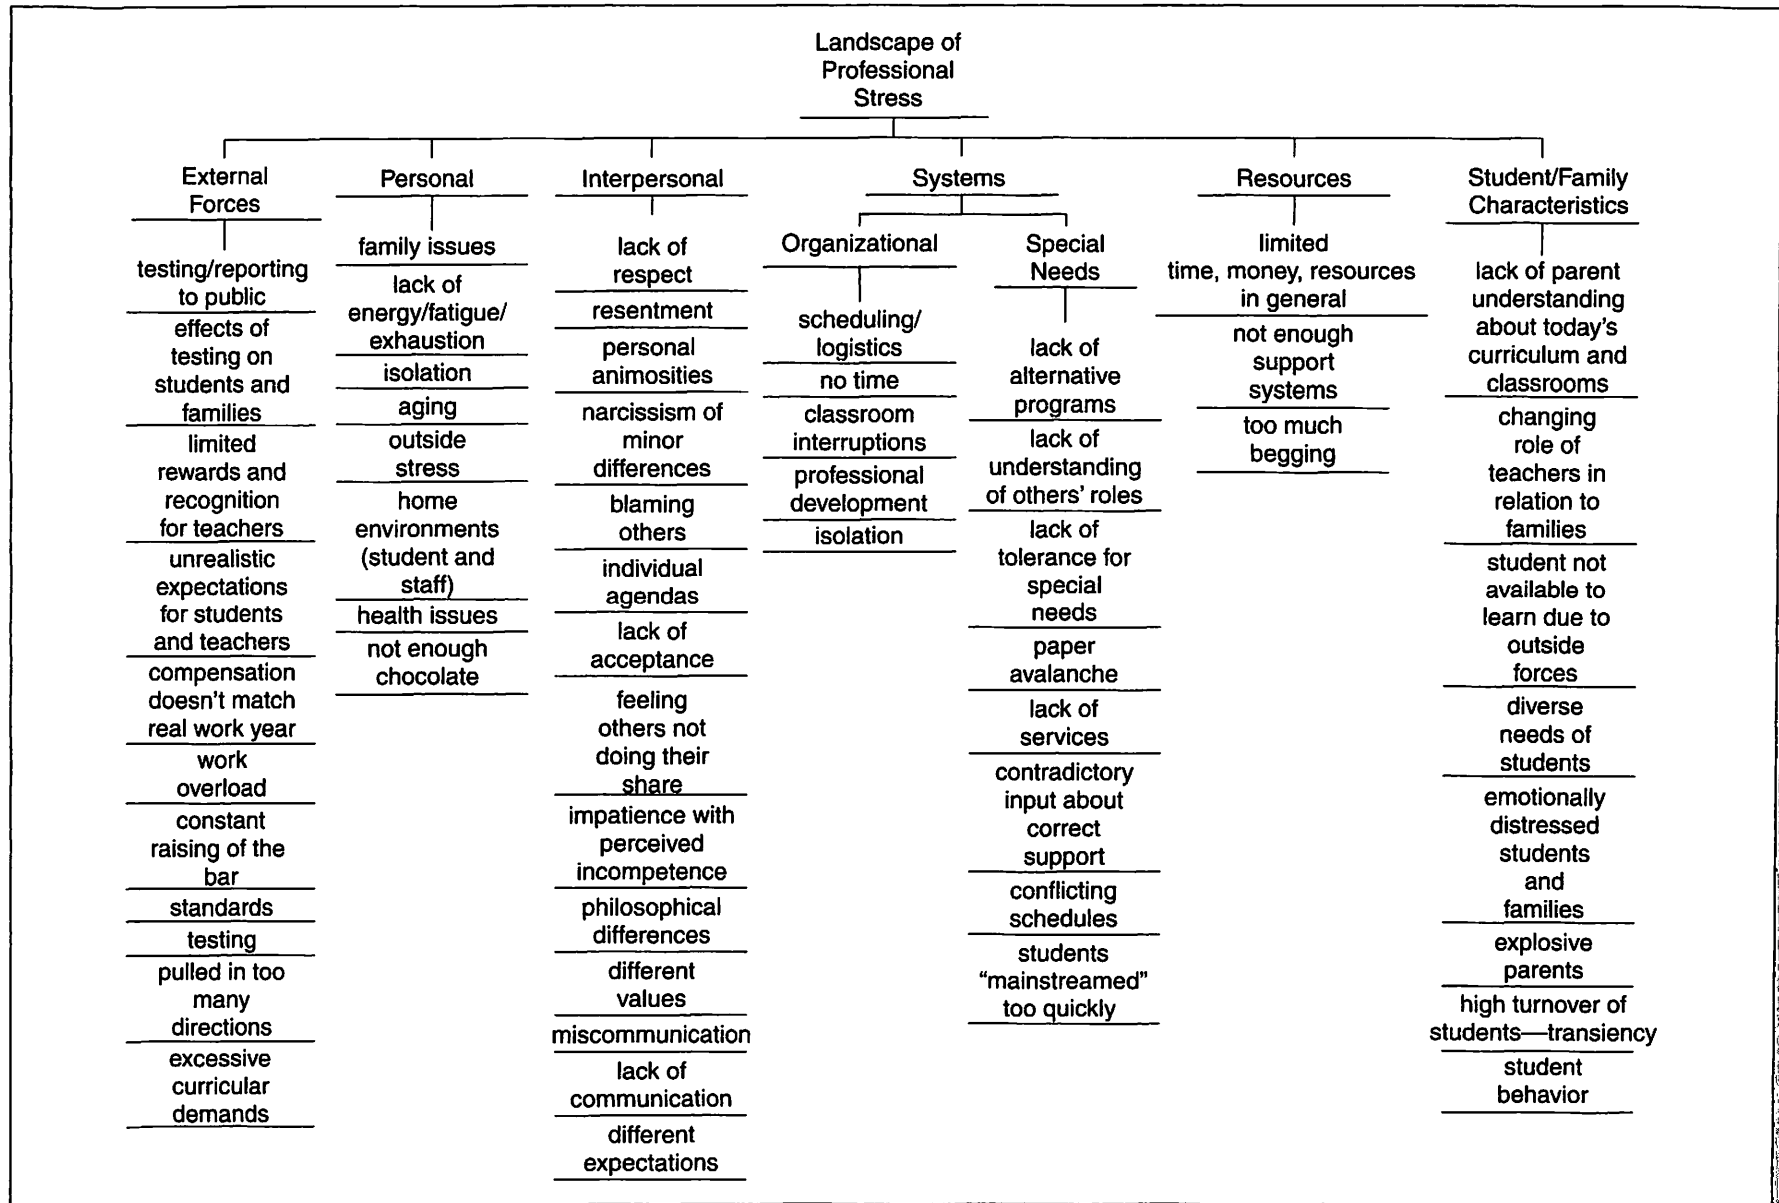 Landscape of
Professional
Stress
External
Forces
testing/reporting
to public
effects of
testing on
students and
families
limited
rewards and
recognition
for teachers
unrealistic
expectations
for students
and teachers
compensation
doesn't match
real work year
work
overload
constant
raising of the
bar
standards
testing
pulled in too
many
directions
excessive
curricular
demands
Personal
family issues
lack of
energy/fatigue/
exhaustion
isolation
aging
outside
stress
home
environments
(student and
staff)
health issues
not enough
chocolate
Interpersonal
lack of
respect
resentment
personal
animosities
narcissism of
minor
differences
blaming
others
individual
agendas
lack of
acceptance
feeling
others not
doing their
share
impatience with
perceived
incompetence
philosophical
differences
different
values
miscommunication
lack of
communication
different
expectations
Systems
Organizational
scheduling/
logistics
no time
classroom
interruptions
professional
development
isolation
Special
Needs
lack of
alternative
programs
lack of
understanding
of others' roles
lack of
tolerance for
special
needs
paper
avalanche
lack of
services
contradictory
input about
correct
support
conflicting
schedules
students
“mainstreamed”
too quickly
Resources
limited
time, money, resources
in general
not enough
support
systems
too much
begging
Student/Family
Characteristics
lack of parent
understanding
about today's
curriculum and
classrooms
changing
role of
teachers in
relation to
families
student not
available to
learn due to
outside
forces
diverse
needs of
students
emotionally
distressed
students
and
families
explosive
parents
high turnover of
students—transiency
student
behavior